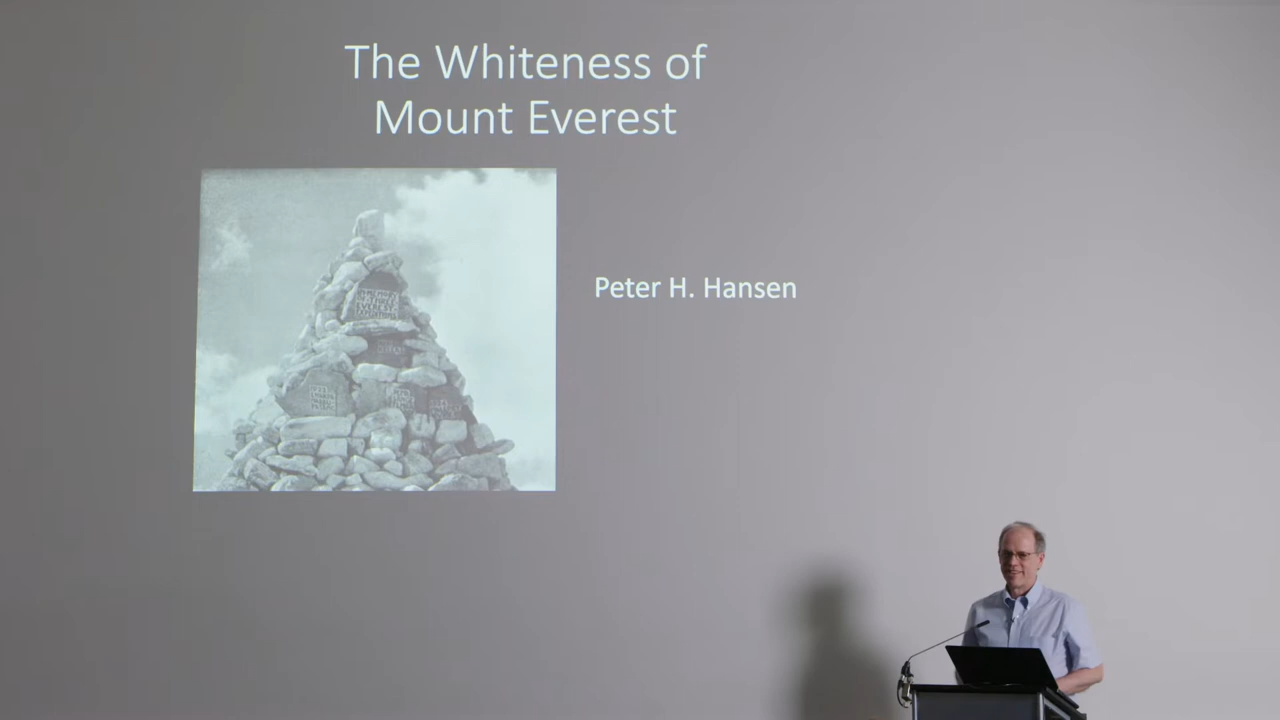 The Whiteness of
Mount Everest
Peter H. Hansen